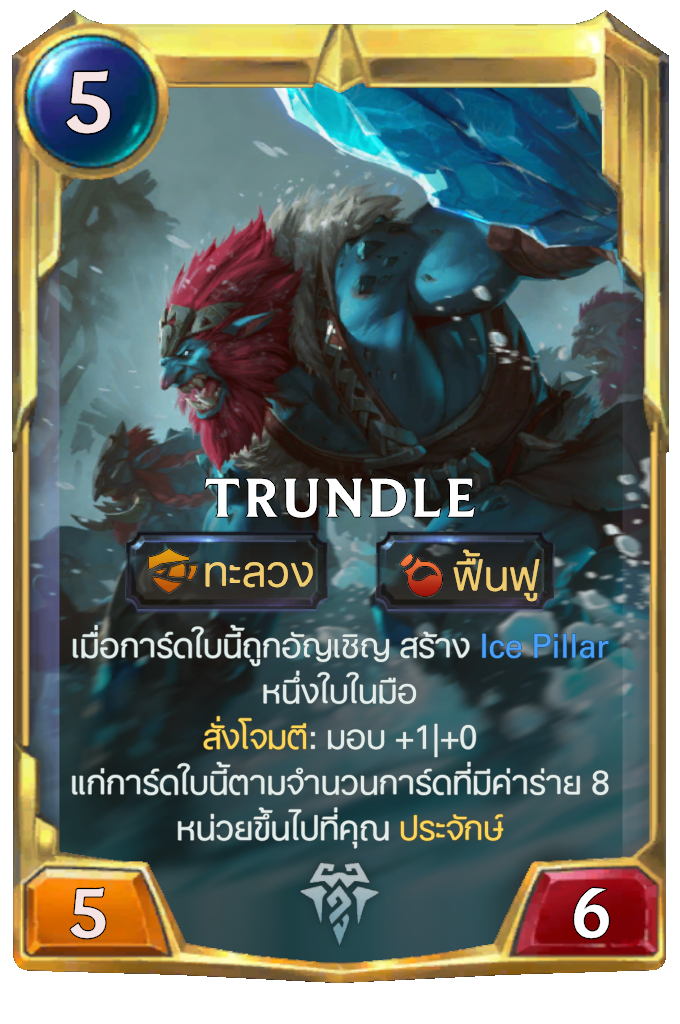 5
TRUNDLE
ทะลวง ฟื้นฟู
เมื่อการ์ดใบนี้ถูกอัญเชิญ สร้าง Ice Pillar
หนึ่งใบในมือ
สั่งโจมตี: มอบ +1|+0
แก่การ์ดใบนี้ตามจำนวนการ์ดที่มีค่าร่าย 8
หน่วยขึ้นไปที่คุณ ประจักษ์
5 6